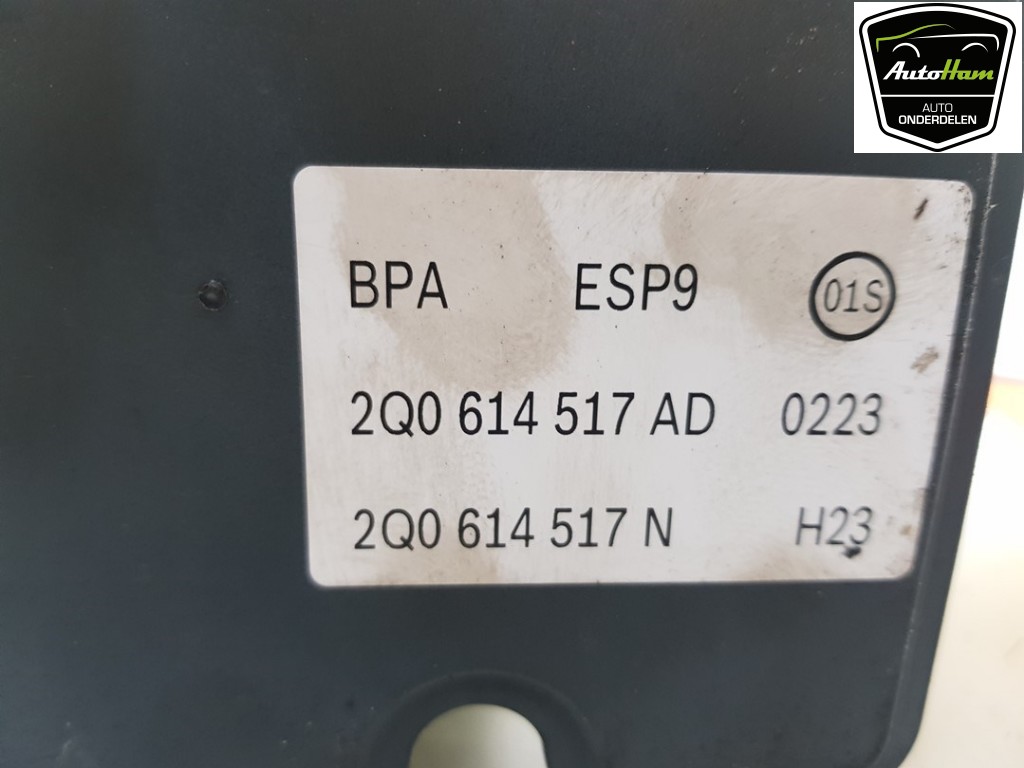 AutoHam
AUTO
ONDERDELEN
BPA ESP9 01S
2Q0 614 517 AD 0223
2Q0 614 517 N H23